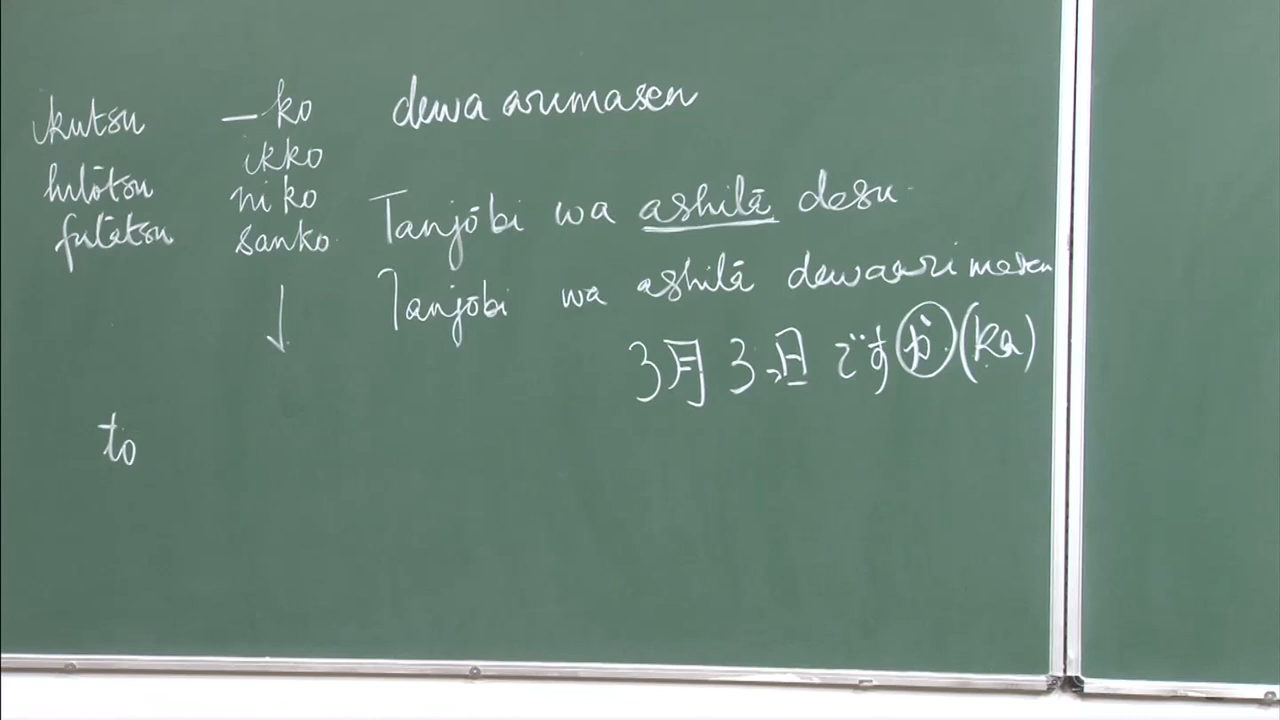 ikutsu
hitotsu
futatsu
to
– ko
ikko
niko
sanko
dewa arimasen
Tanjōbi wa ashita desu
Tanjōbi wa ashita dewa arimasen
3月3日ですか(ka)